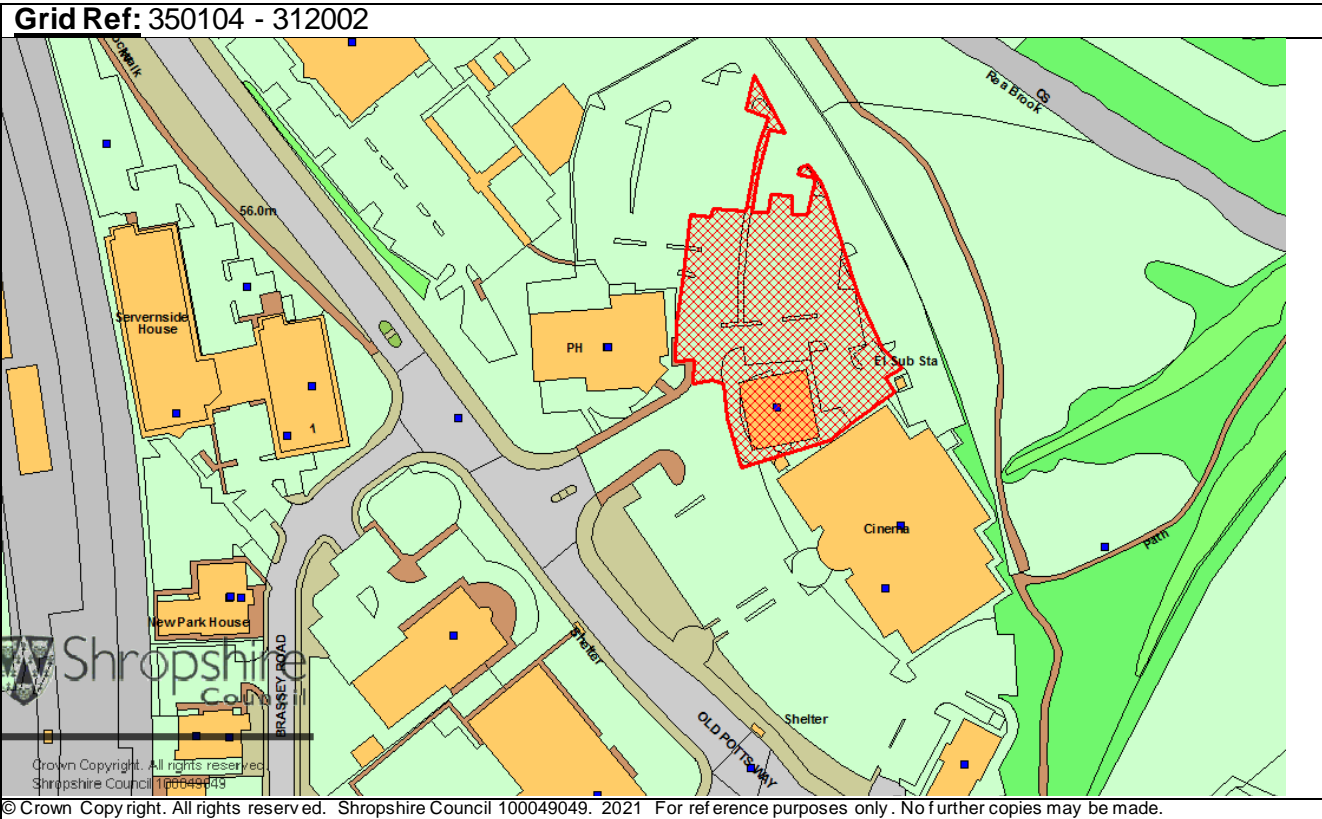 Grid Ref: 350104 - 312002
Rea Brook
CS
56.0m
Servernside
House
PH
El Sub Sta
1
Cinema
Path
New Park House
Shelter
Shropshire
Council
BRASSEY ROAD
Shelter
OLD POTTS WAY
Crown Copyright. All rights reserved.
Shropshire Council 100049049
© Crown Copyright. All rights reserved. Shropshire Council 100049049. 2021 For reference purposes only. No further copies may be made.